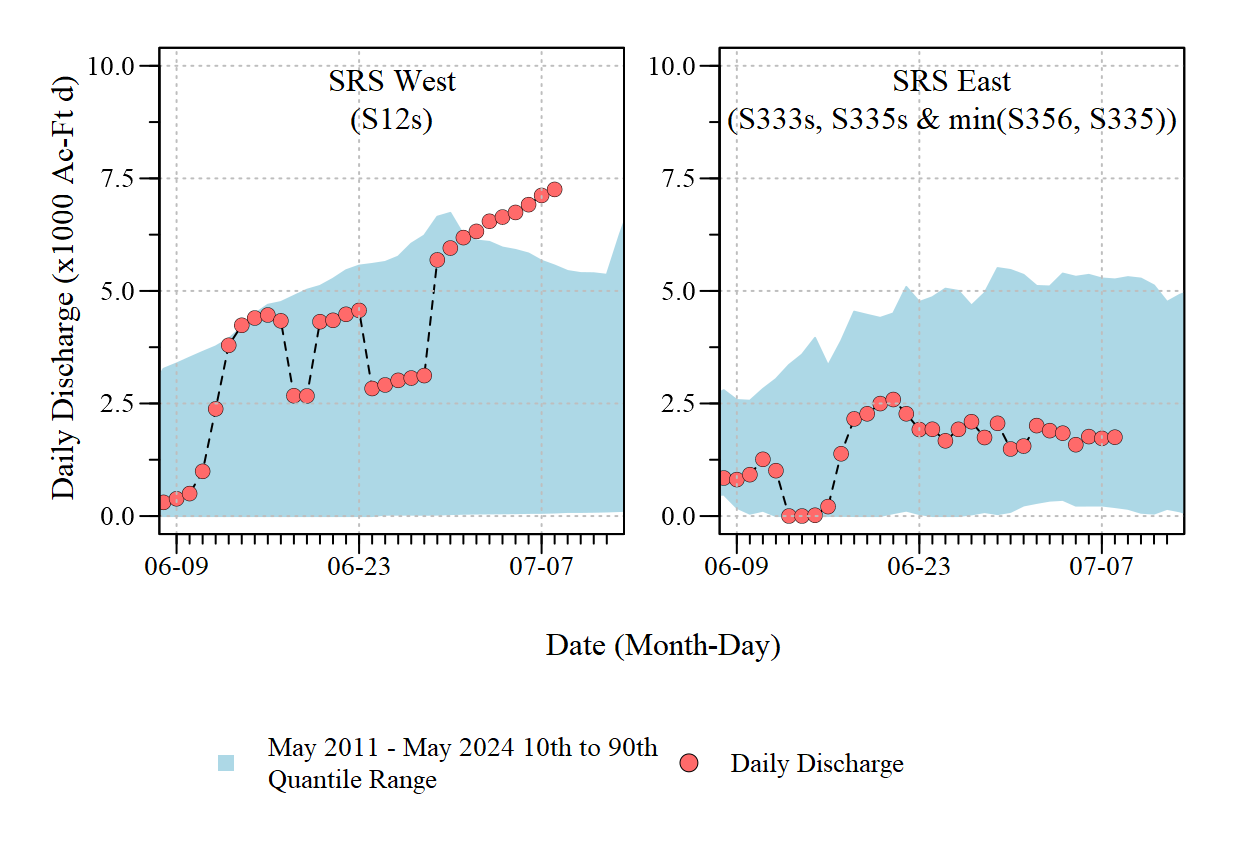 SRS West
(S12s)
SRS East
(S333s, S335s & min(S356, S335))
Daily Discharge (x1000 Ac-Ft d)
10.0
7.5
5.0
2.5
0.0
06-09
06-23
07-07
10.0
7.5
5.0
2.5
0.0
06-09
06-23
07-07
Date (Month-Day)
May 2011 - May 2024 10th to 90th
Quantile Range
Daily Discharge